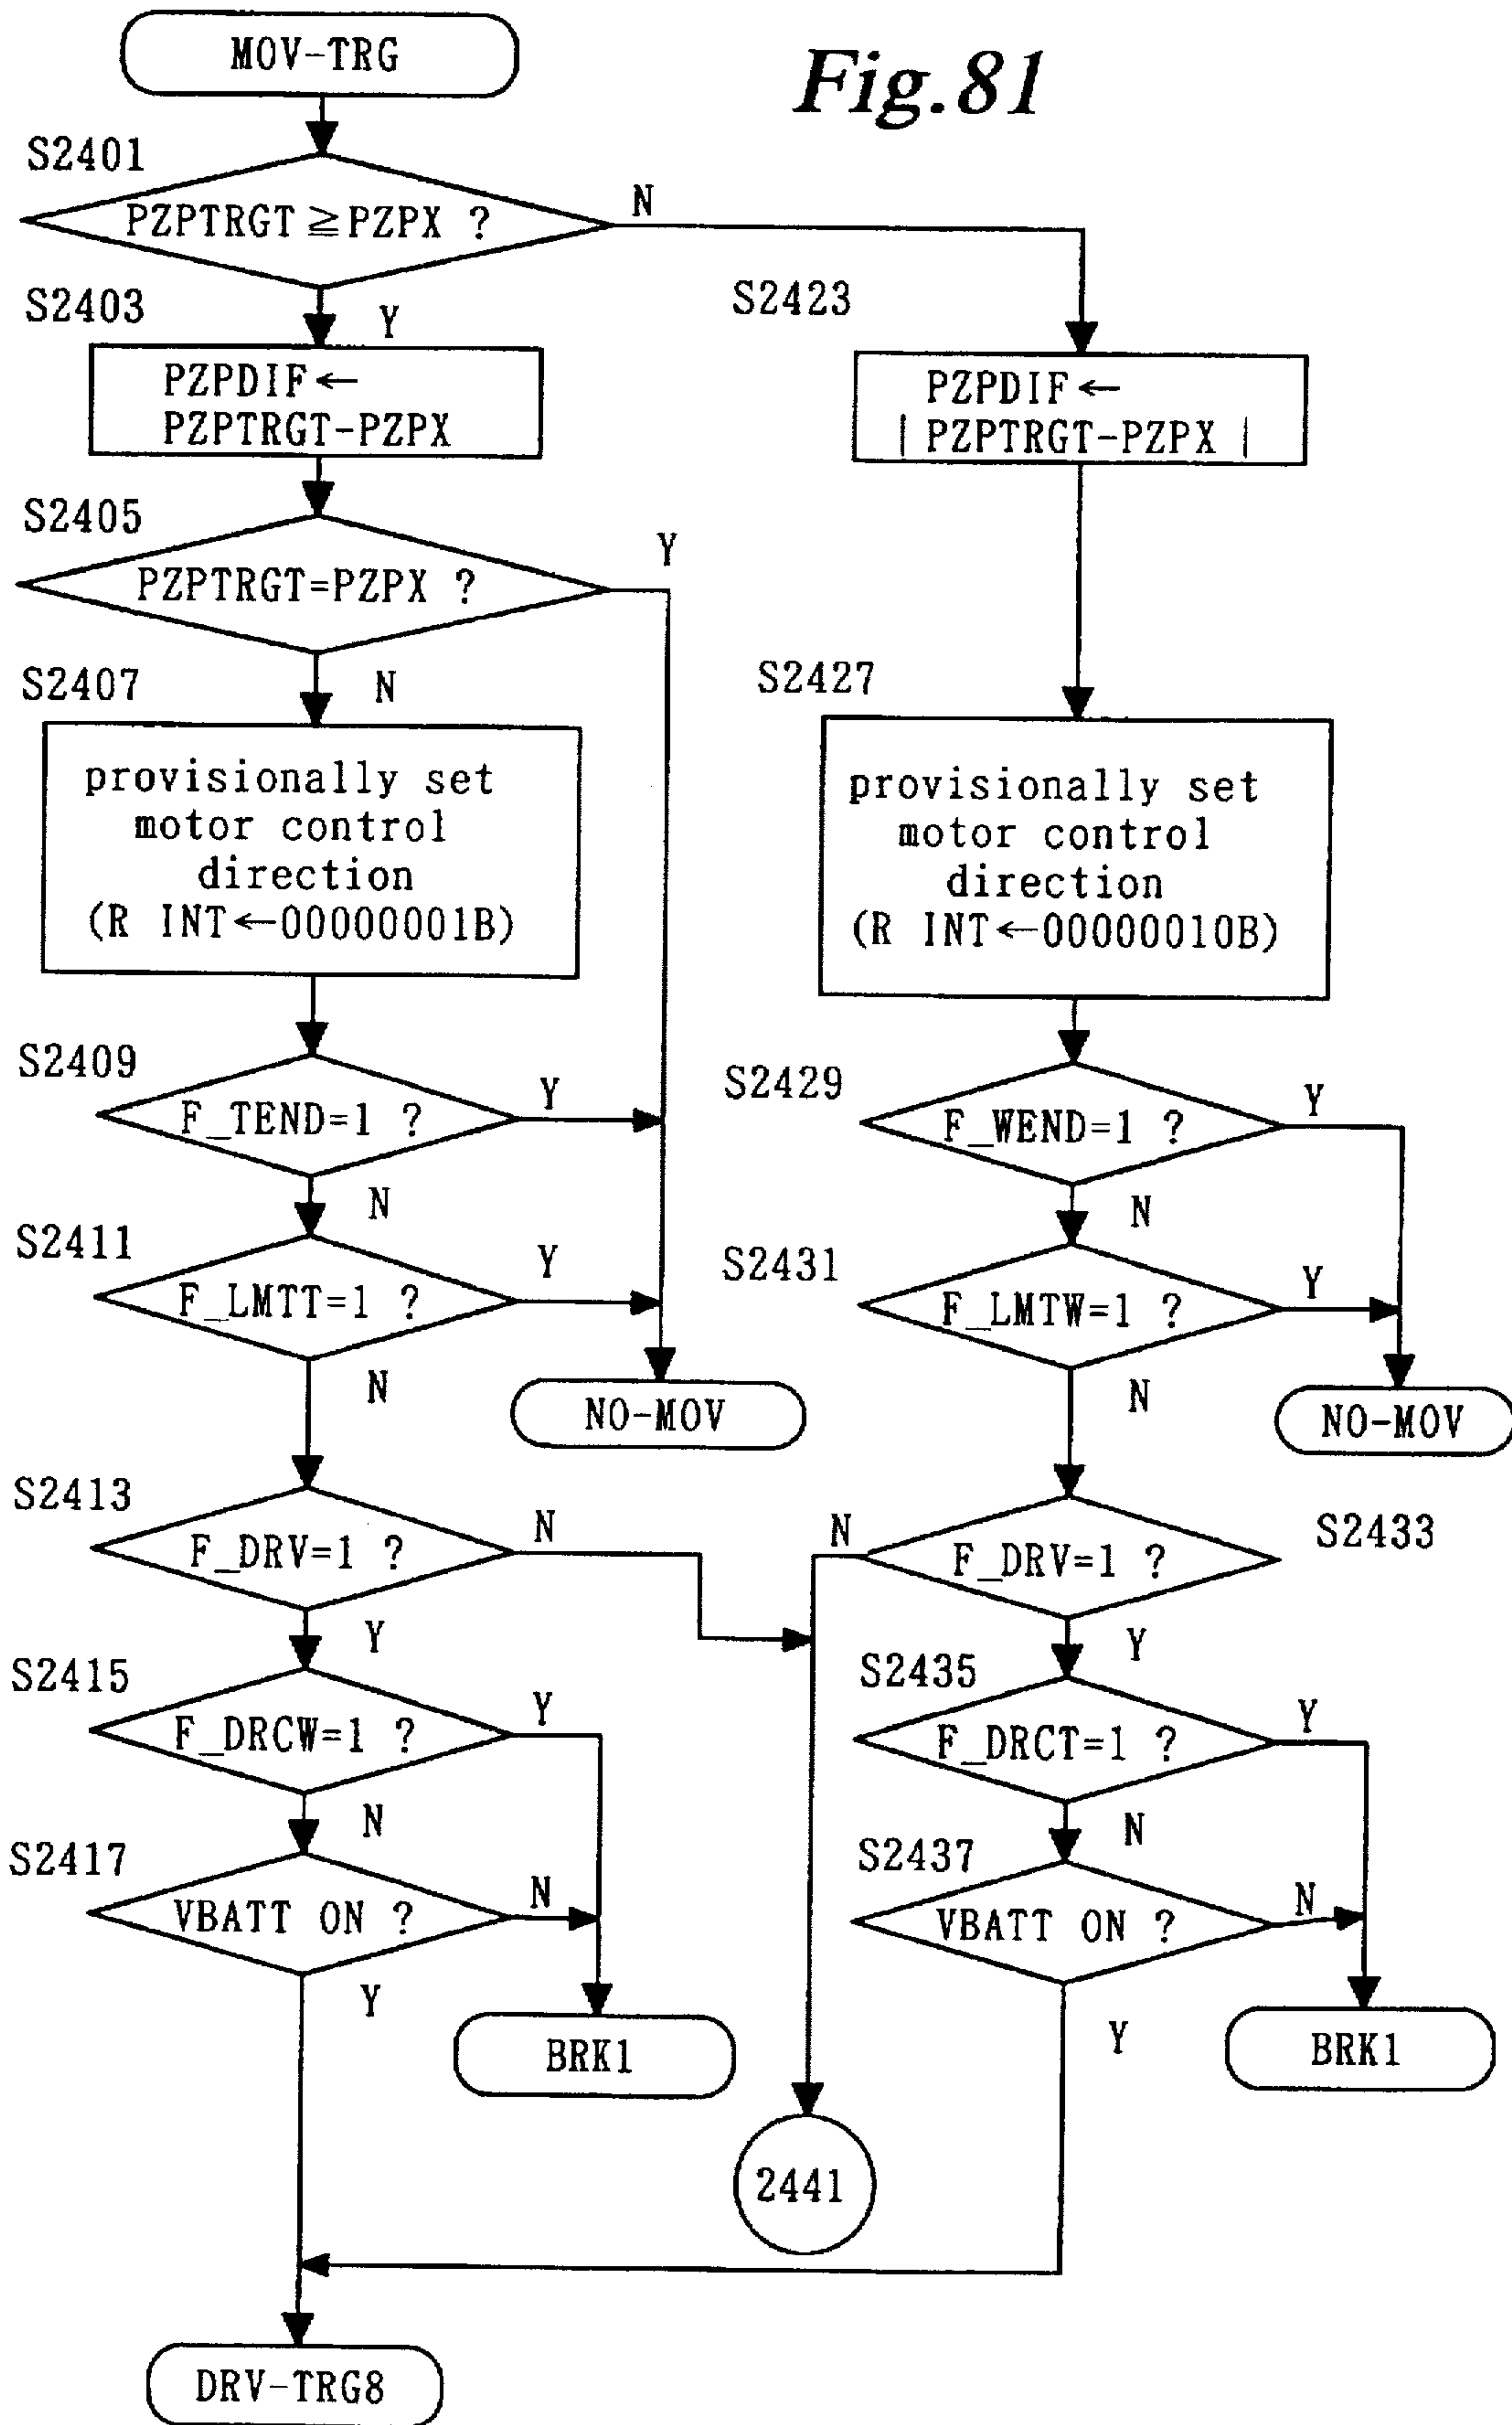 MOV-TRG
Fig.81
S2401
PZPTRGT≧PZPX ?
N
S2403
Y
S2423
PZPDIF←
PZPTRGT-PZPX
PZPDIF←
| PZPTRGT-PZPX |
S2405
PZPTRGT=PZPX ?
Y
S2407
N
S2427
provisionally set
motor control
direction
(R INT←00000001B)
provisionally set
motor control
direction
(R INT←00000010B)
S2409
F_TEND=1 ?
Y
S2429
F_WEND=1 ?
Y
N
N
S2411
F_LMTT=1 ?
Y
S2431
F_LMTW=1 ?
Y
N
N
NO-MOV
NO-MOV
S2413
F_DRV=1 ?
N
N
F_DRV=1 ?
S2433
Y
Y
S2415
F_DRCW=1 ?
Y
S2435
F_DRCT=1 ?
Y
N
N
S2417
VBATT ON ?
N
S2437
VBATT ON ?
N
Y
Y
BRK1
BRK1
2441
DRV-TRG8